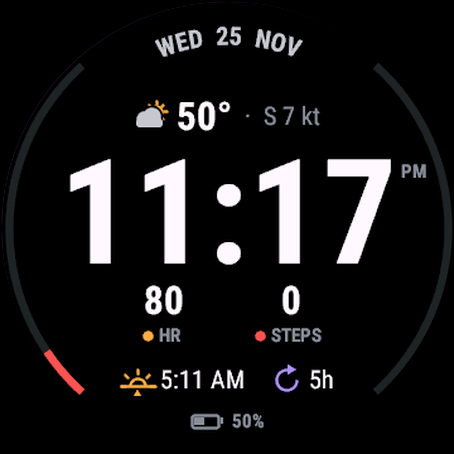 WED 25 NOV
50° · S 7 kt
11:17 PM
80 0
HR STEPS
5:11 AM 5h
50%